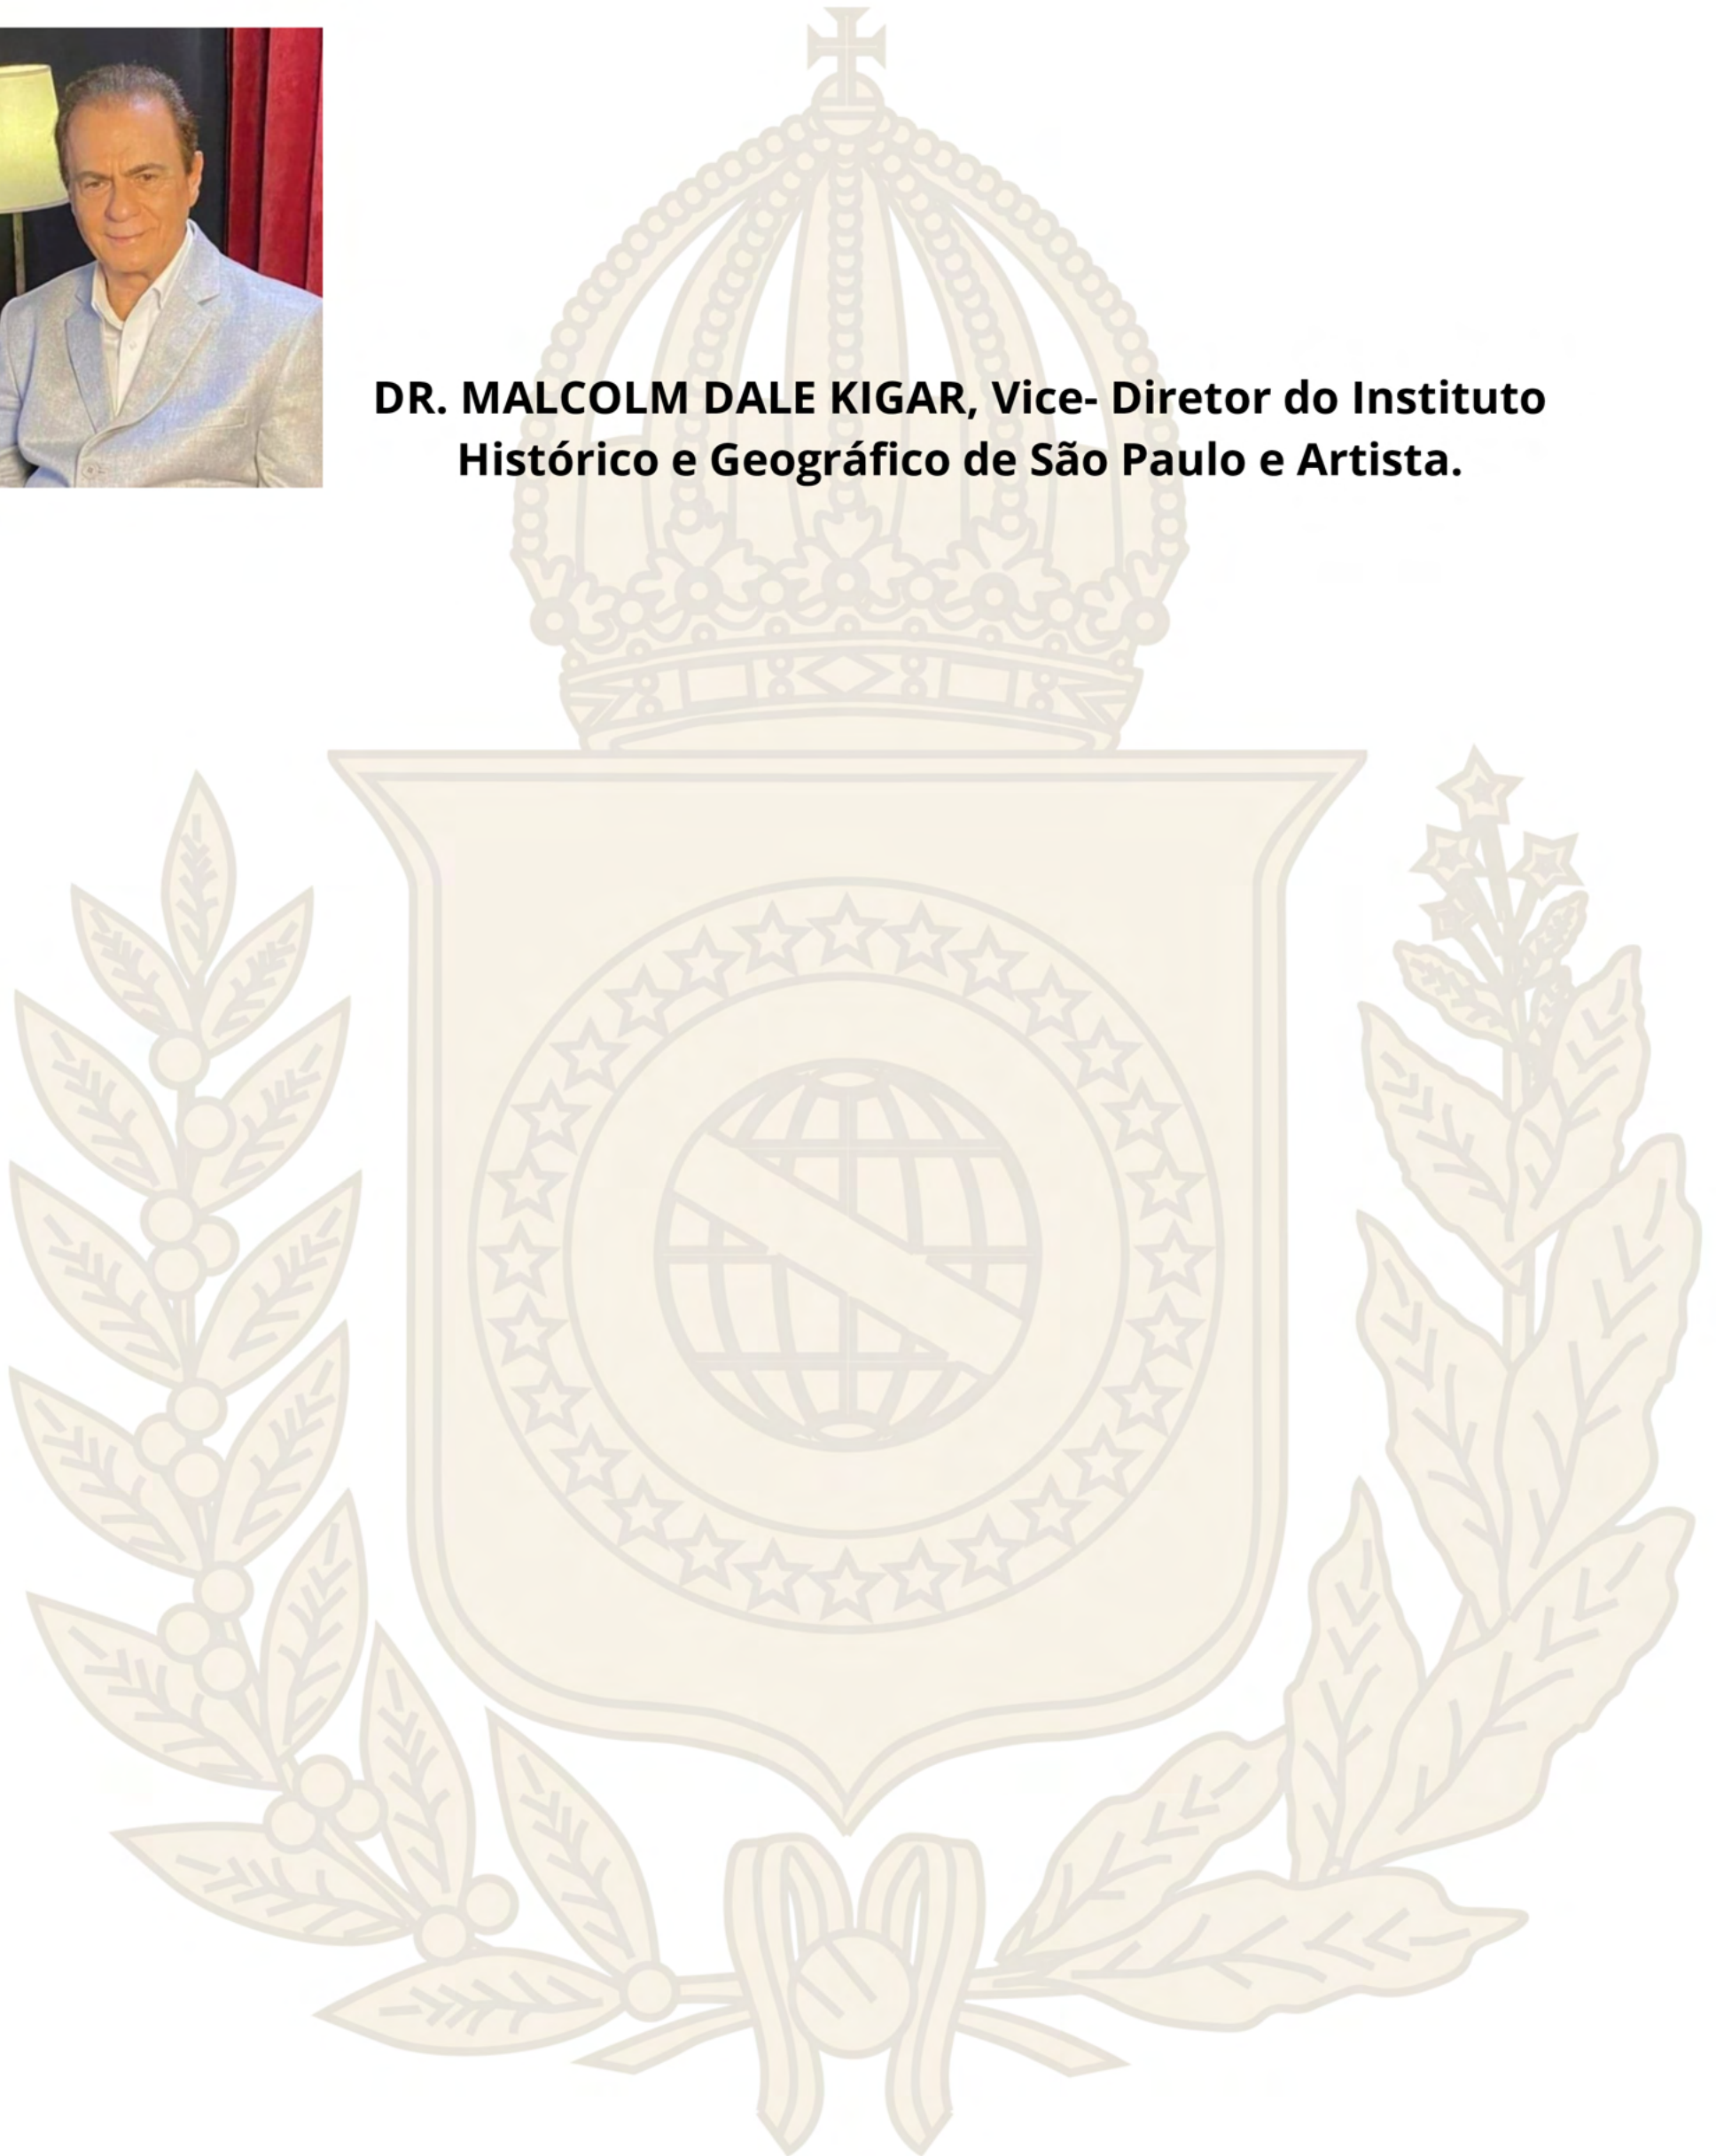 DR. MALCOLM DALE KIGAR, Vice- Diretor do Instituto
Histórico e Geográfico de São Paulo e Artista.